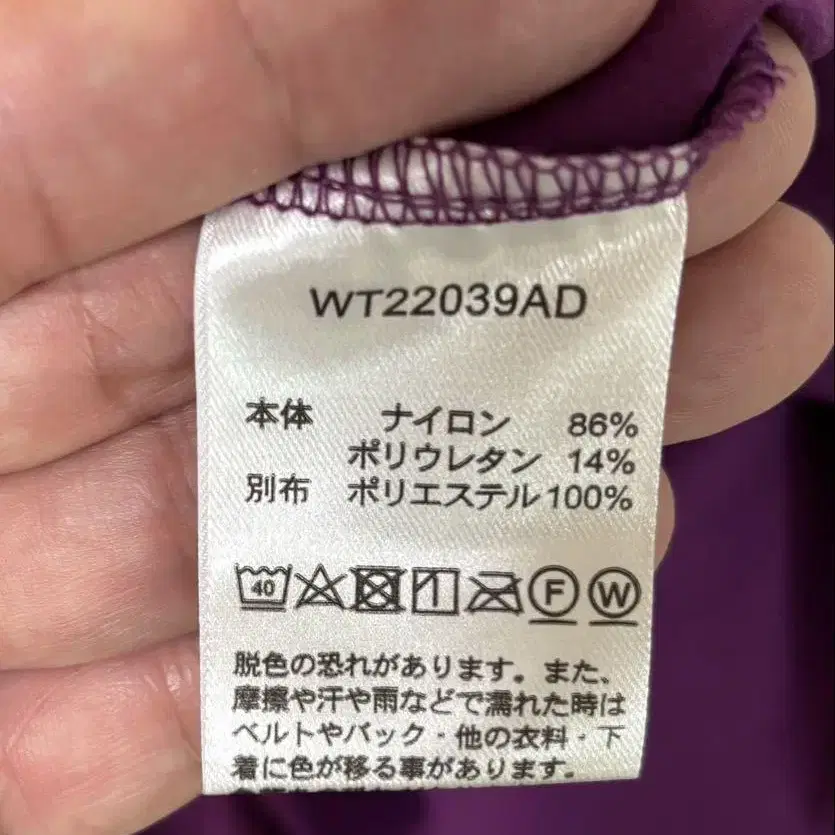 WT22039AD
本体 ナイロン 86%
ポリウレタン 14%
別布 ポリエステル 100%
40 F W
脱色の恐れがあります。また、
摩擦や汗や雨などで濡れた時は
ベルトやバック・他の衣料・下
着に色が移る事があります。